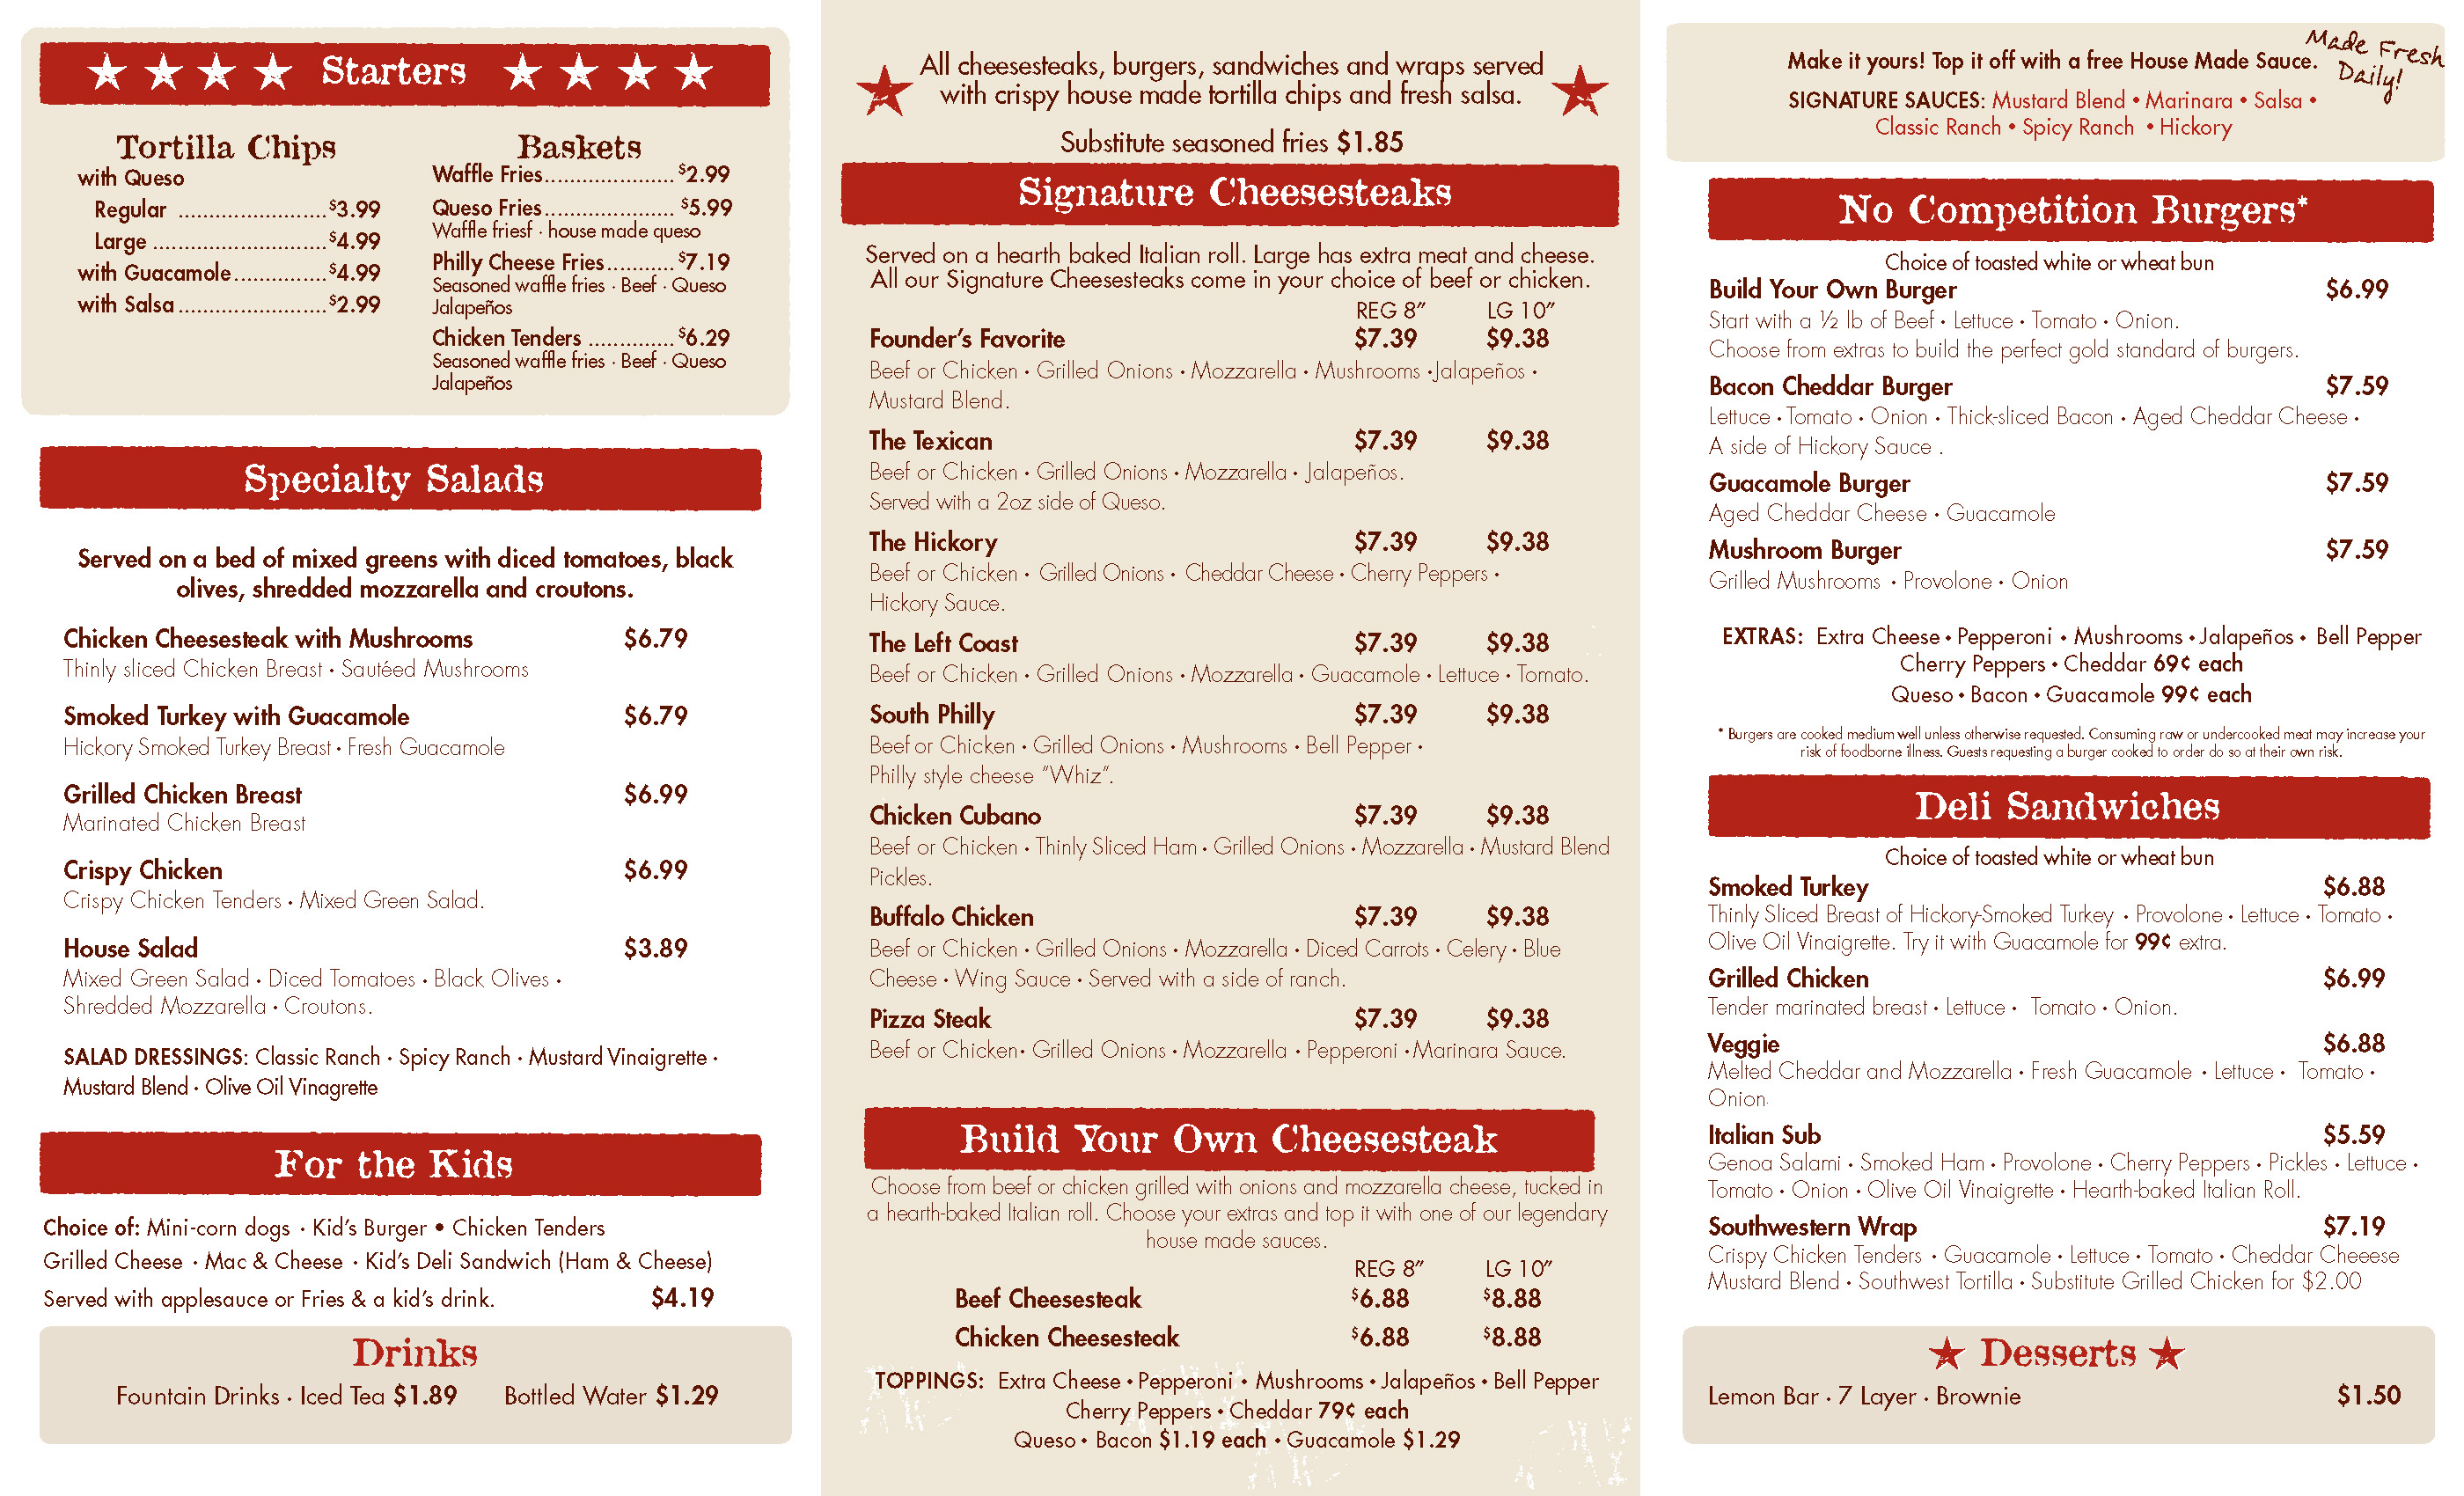 Starters
Tortilla Chips
with Queso
Regular ........................$3.99
Large ............................$4.99
with Guacamole...............$4.99
with Salsa ........................$2.99
Baskets
Waffle Fries.....................$2.99
Queso Fries..................... $5.99
Waffle friesf · house made queso
Philly Cheese Fries...........$7.19
Seasoned waffle fries · Beef · Queso
Jalapeños
Chicken Tenders ..............$6.29
Seasoned waffle fries · Beef · Queso
Jalapeños
Specialty Salads
Served on a bed of mixed greens with diced tomatoes, black
olives, shredded mozzarella and croutons.
Chicken Cheesesteak with Mushrooms $6.79
Thinly sliced Chicken Breast • Sautéed Mushrooms
Smoked Turkey with Guacamole $6.79
Hickory Smoked Turkey Breast • Fresh Guacamole
Grilled Chicken Breast $6.99
Marinated Chicken Breast
Crispy Chicken $6.99
Crispy Chicken Tenders • Mixed Green Salad.
House Salad $3.89
Mixed Green Salad • Diced Tomatoes • Black Olives •
Shredded Mozzarella • Croutons.
SALAD DRESSINGS: Classic Ranch · Spicy Ranch · Mustard Vinaigrette ·
Mustard Blend · Olive Oil Vinagrette
For the Kids
Choice of: Mini-corn dogs · Kid's Burger • Chicken Tenders
Grilled Cheese · Mac & Cheese · Kid's Deli Sandwich (Ham & Cheese)
Served with applesauce or Fries & a kid's drink. $4.19
Drinks
Fountain Drinks · Iced Tea $1.89 Bottled Water $1.29
All cheesesteaks, burgers, sandwiches and wraps served
with crispy house made tortilla chips and fresh salsa.
Substitute seasoned fries $1.85
Signature Cheesesteaks
Served on a hearth baked Italian roll. Large has extra meat and cheese.
All our Signature Cheesesteaks come in your choice of beef or chicken.
REG 8" LG 10"
Founder's Favorite $7.39 $9.38
Beef or Chicken • Grilled Onions • Mozzarella • Mushrooms •Jalapeños •
Mustard Blend.
The Texican $7.39 $9.38
Beef or Chicken • Grilled Onions • Mozzarella • Jalapeños.
Served with a 2oz side of Queso.
The Hickory $7.39 $9.38
Beef or Chicken • Grilled Onions • Cheddar Cheese • Cherry Peppers •
Hickory Sauce.
The Left Coast $7.39 $9.38
Beef or Chicken • Grilled Onions • Mozzarella • Guacamole • Lettuce • Tomato.
South Philly $7.39 $9.38
Beef or Chicken • Grilled Onions • Mushrooms • Bell Pepper •
Philly style cheese "Whiz".
Chicken Cubano $7.39 $9.38
Beef or Chicken • Thinly Sliced Ham • Grilled Onions • Mozzarella • Mustard Blend
Pickles.
Buffalo Chicken $7.39 $9.38
Beef or Chicken • Grilled Onions • Mozzarella • Diced Carrots • Celery • Blue
Cheese • Wing Sauce • Served with a side of ranch.
Pizza Steak $7.39 $9.38
Beef or Chicken• Grilled Onions • Mozzarella • Pepperoni •Marinara Sauce.
Build Your Own Cheesesteak
Choose from beef or chicken grilled with onions and mozzarella cheese, tucked in
a hearth-baked Italian roll. Choose your extras and top it with one of our legendary
house made sauces.
REG 8" LG 10"
Beef Cheesesteak $6.88 $8.88
Chicken Cheesesteak $6.88 $8.88
TOPPINGS: Extra Cheese • Pepperoni • Mushrooms • Jalapeños • Bell Pepper
Cherry Peppers • Cheddar 79¢ each
Queso • Bacon $1.19 each • Guacamole $1.29
Made Fresh
Daily!
Make it yours! Top it off with a free House Made Sauce.
SIGNATURE SAUCES: Mustard Blend • Marinara • Salsa •
Classic Ranch • Spicy Ranch • Hickory
No Competition Burgers*
Choice of toasted white or wheat bun
Build Your Own Burger $6.99
Start with a ½ lb of Beef • Lettuce • Tomato • Onion.
Choose from extras to build the perfect gold standard of burgers.
Bacon Cheddar Burger $7.59
Lettuce • Tomato • Onion • Thick-sliced Bacon • Aged Cheddar Cheese •
A side of Hickory Sauce .
Guacamole Burger $7.59
Aged Cheddar Cheese • Guacamole
Mushroom Burger $7.59
Grilled Mushrooms • Provolone • Onion
EXTRAS: Extra Cheese • Pepperoni • Mushrooms • Jalapeños • Bell Pepper
Cherry Peppers • Cheddar 69¢ each
Queso • Bacon • Guacamole 99¢ each
* Burgers are cooked medium well unless otherwise requested. Consuming raw or undercooked meat may increase your
risk of foodborne illness. Guests requesting a burger cooked to order do so at their own risk.
Deli Sandwiches
Choice of toasted white or wheat bun
Smoked Turkey $6.88
Thinly Sliced Breast of Hickory-Smoked Turkey • Provolone • Lettuce • Tomato •
Olive Oil Vinaigrette. Try it with Guacamole for 99¢ extra.
Grilled Chicken $6.99
Tender marinated breast • Lettuce • Tomato • Onion.
Veggie $6.88
Melted Cheddar and Mozzarella • Fresh Guacamole • Lettuce • Tomato •
Onion.
Italian Sub $5.59
Genoa Salami • Smoked Ham • Provolone • Cherry Peppers • Pickles • Lettuce •
Tomato • Onion • Olive Oil Vinaigrette • Hearth-baked Italian Roll.
Southwestern Wrap $7.19
Crispy Chicken Tenders • Guacamole • Lettuce • Tomato • Cheddar Cheeese
Mustard Blend • Southwest Tortilla • Substitute Grilled Chicken for $2.00
Desserts
Lemon Bar · 7 Layer · Brownie $1.50